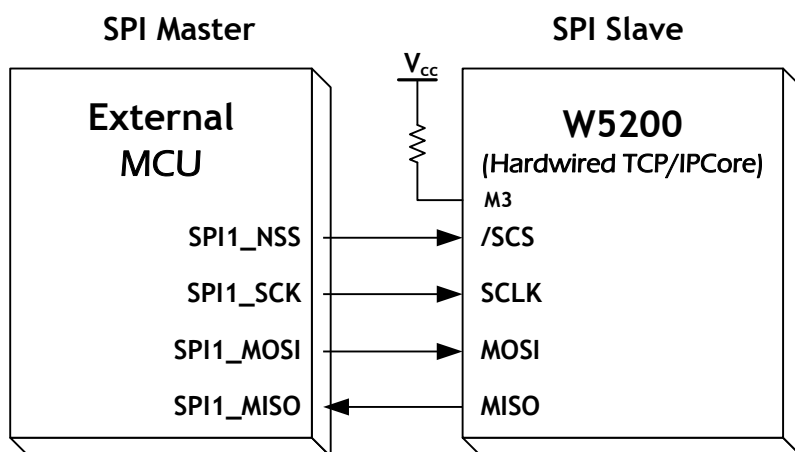 SPI Master
SPI Slave
Vcc
External
MCU
W5200
(Hardwired TCP/IPCore)
M3
SPI1_NSS
/SCS
SPI1_SCK
SCLK
SPI1_MOSI
MOSI
SPI1_MISO
MISO